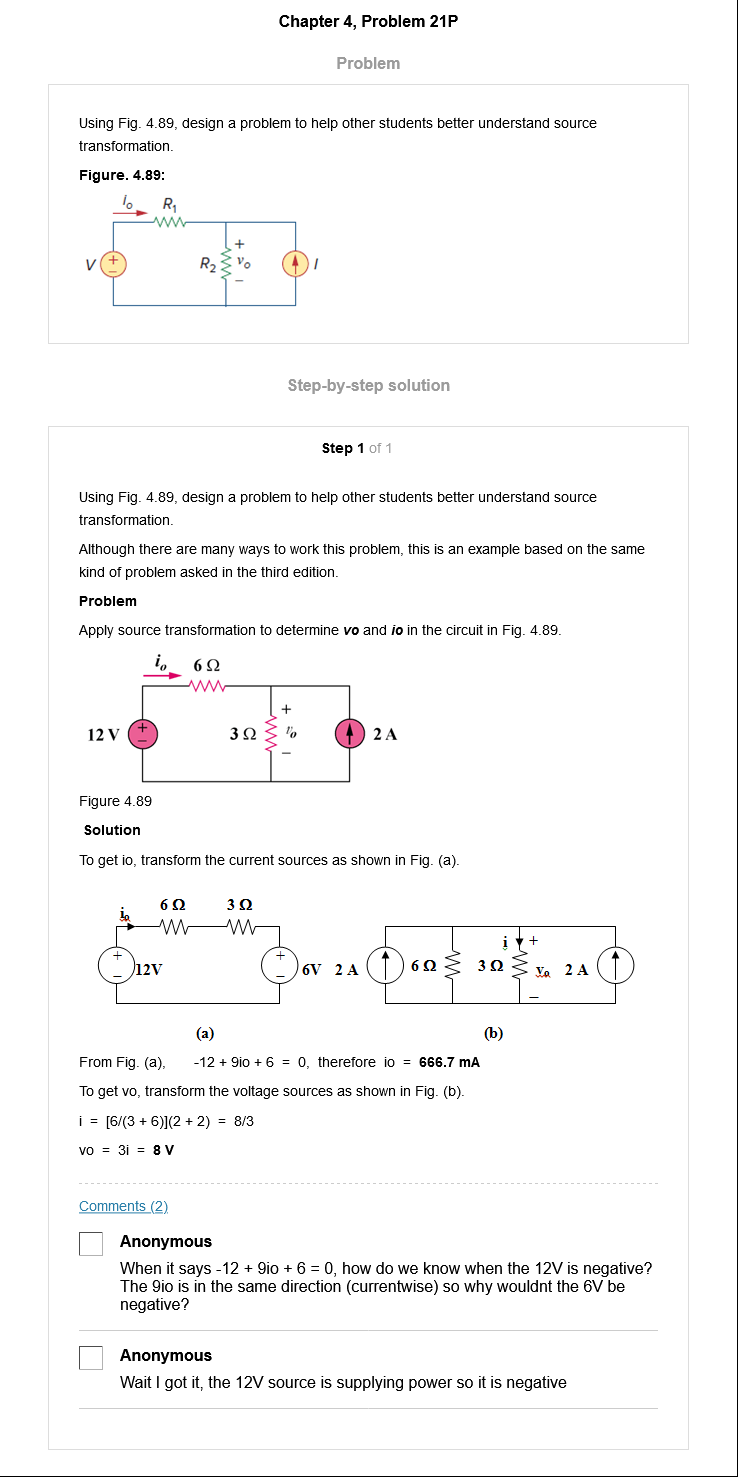 Chapter 4, Problem 21P
Problem
Using Fig. 4.89, design a problem to help other students better understand source
transformation.
Figure. 4.89:
io R1
V + − R2 + vo − I
Step-by-step solution
Step 1 of 1
Using Fig. 4.89, design a problem to help other students better understand source
transformation.
Although there are many ways to work this problem, this is an example based on the same
kind of problem asked in the third edition.
Problem
Apply source transformation to determine vo and io in the circuit in Fig. 4.89.
io 6 Ω
12 V + − 3 Ω + vo − 2 A
Figure 4.89
Solution
To get io, transform the current sources as shown in Fig. (a).
io 6 Ω 3 Ω
+ − 12V + − 6V 2 A 6 Ω 3 Ω i + vo − 2 A
(a) (b)
From Fig. (a), -12 + 9io + 6 = 0, therefore io = 666.7 mA
To get vo, transform the voltage sources as shown in Fig. (b).
i = [6/(3 + 6)](2 + 2) = 8/3
vo = 3i = 8 V
Comments (2)
Anonymous
When it says -12 + 9io + 6 = 0, how do we know when the 12V is negative?
The 9io is in the same direction (currentwise) so why wouldnt the 6V be
negative?
Anonymous
Wait I got it, the 12V source is supplying power so it is negative